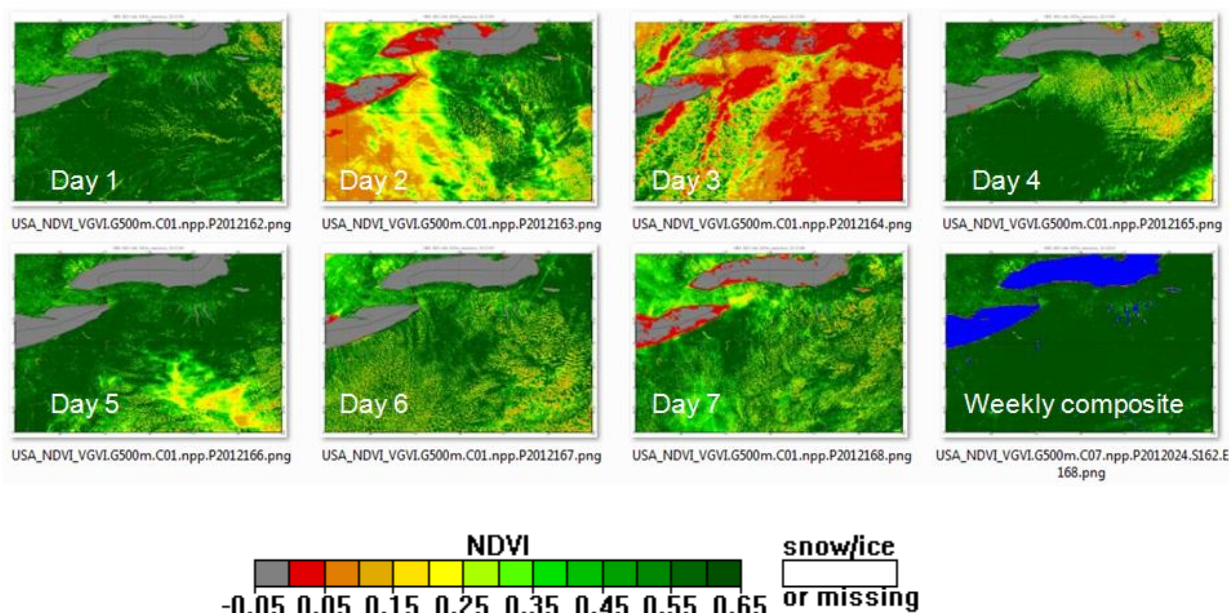 Day 1
Day 2
Day 3
Day 4
USA_NDVI_VGVI.G500m.C01.npp.P2012162.png
USA_NDVI_VGVI.G500m.C01.npp.P2012163.png
USA_NDVI_VGVI.G500m.C01.npp.P2012164.png
USA_NDVI_VGVI.G500m.C01.npp.P2012165.png
Day 5
Day 6
Day 7
Weekly composite
USA_NDVI_VGVI.G500m.C01.npp.P2012166.png
USA_NDVI_VGVI.G500m.C01.npp.P2012167.png
USA_NDVI_VGVI.G500m.C01.npp.P2012168.png
USA_NDVI_VGVI.G500m.C07.npp.P2012024.S162.E
168.png
NDVI
-0.05 0.05 0.15 0.25 0.35 0.45 0.55 0.65
snow/ice
or missing